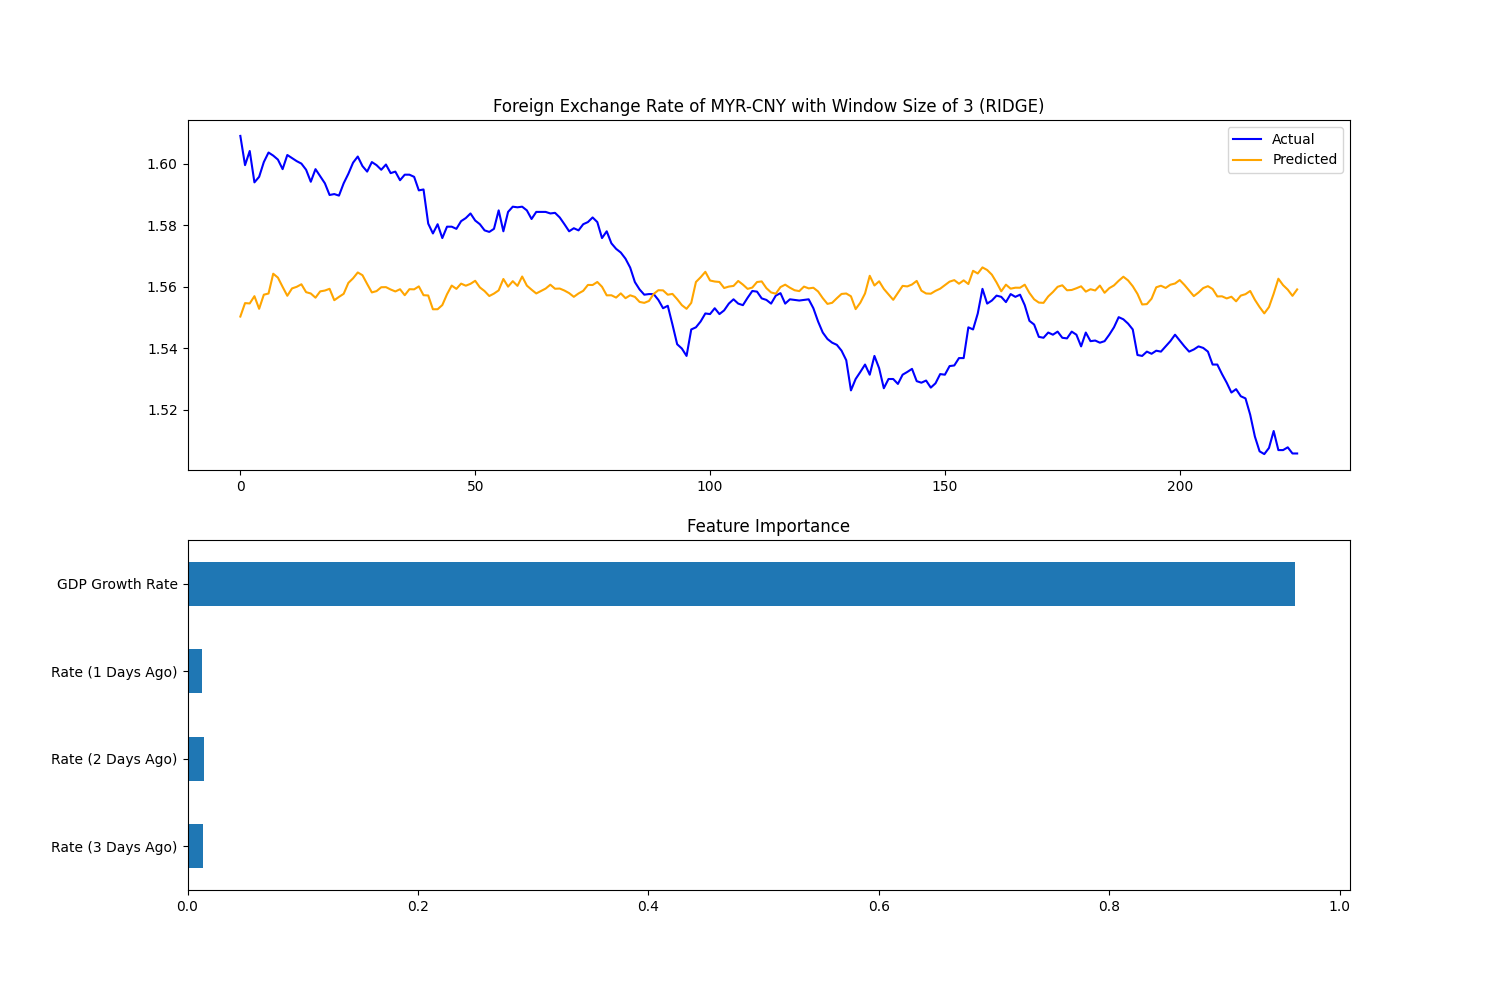 Foreign Exchange Rate of MYR-CNY with Window Size of 3 (RIDGE)
Actual
Predicted
1.60
1.58
1.56
1.54
1.52
0 50 100 150 200
Feature Importance
GDP Growth Rate
Rate (1 Days Ago)
Rate (2 Days Ago)
Rate (3 Days Ago)
0.0 0.2 0.4 0.6 0.8 1.0